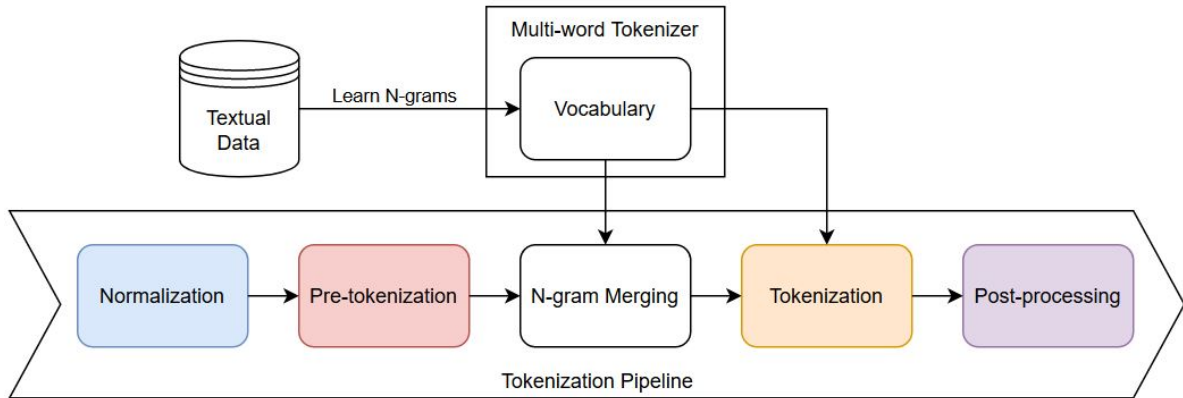 Multi-word Tokenizer
Textual
Data
Learn N-grams
Vocabulary
Normalization
Pre-tokenization
N-gram Merging
Tokenization
Post-processing
Tokenization Pipeline